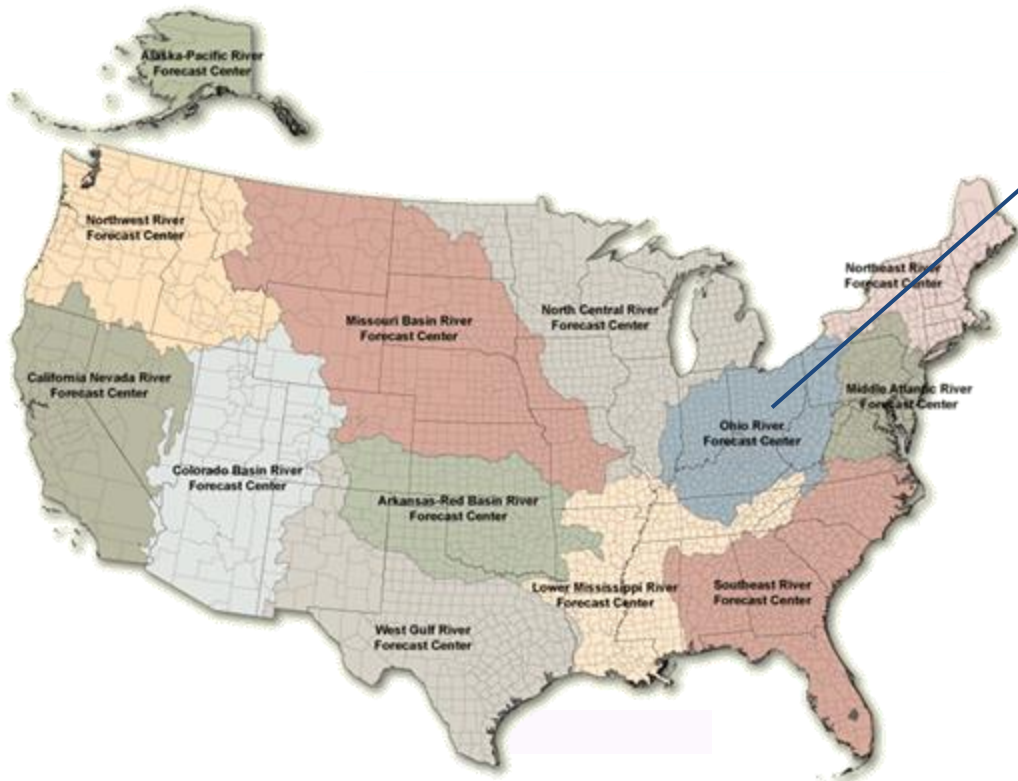 Alaska-Pacific River
Forecast Center
Northwest River
Forecast Center
Missouri Basin River
Forecast Center
North Central River
Forecast Center
Northeast River
Forecast Center
California Nevada River
Forecast Center
Middle Atlantic River
Forecast Center
Ohio River
Forecast Center
Colorado Basin River
Forecast Center
Arkansas-Red Basin River
Forecast Center
Lower Mississippi River
Forecast Center
Southeast River
Forecast Center
West Gulf River
Forecast Center